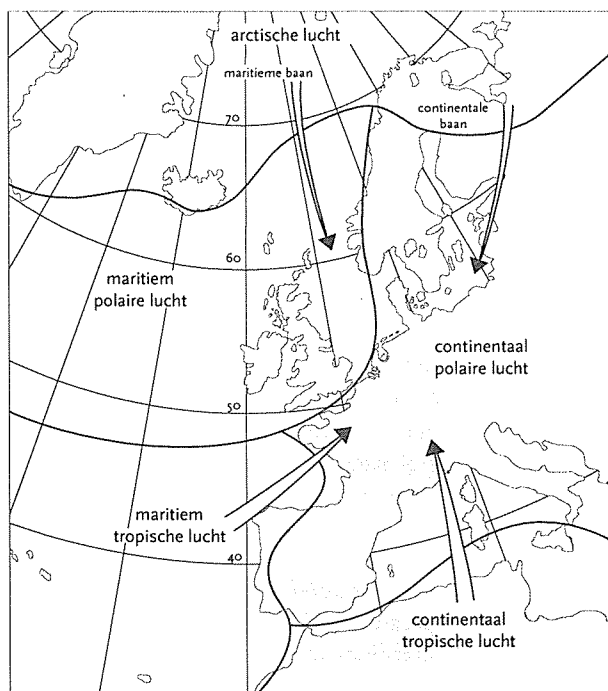 arctische lucht
maritieme baan
continentale
baan
70
60
maritiem
polaire lucht
continentaal
polaire lucht
50
maritiem
tropische lucht
40
continentaal
tropische lucht